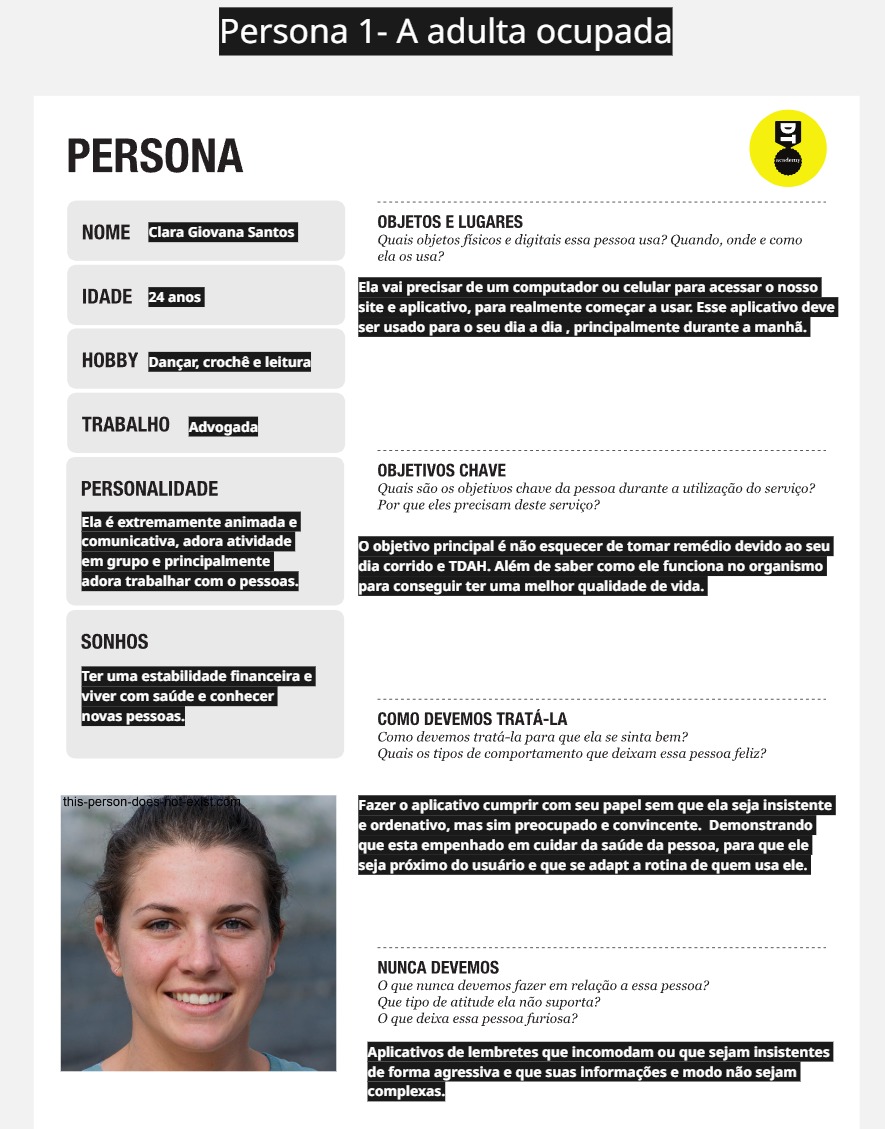 Persona 1- A adulta ocupada
PERSONA
DT
academy
NOME Clara Giovana Santos
IDADE 24 anos
HOBBY Dançar, crochê e leitura
TRABALHO Advogada
PERSONALIDADE
Ela é extremamente animada e
comunicativa, adora atividade
em grupo e principalmente
adora trabalhar com o pessoas.
SONHOS
Ter uma estabilidade financeira e
viver com saúde e conhecer
novas pessoas.
this-person-does-not-exist.com
OBJETOS E LUGARES
Quais objetos físicos e digitais essa pessoa usa? Quando, onde e como
ela os usa?
Ela vai precisar de um computador ou celular para acessar o nosso
site e aplicativo, para realmente começar a usar. Esse aplicativo deve
ser usado para o seu dia a dia , principalmente durante a manhã.
OBJETIVOS CHAVE
Quais são os objetivos chave da pessoa durante a utilização do serviço?
Por que eles precisam deste serviço?
O objetivo principal é não esquecer de tomar remédio devido ao seu
dia corrido e TDAH. Além de saber como ele funciona no organismo
para conseguir ter uma melhor qualidade de vida.
COMO DEVEMOS TRATÁ-LA
Como devemos tratá-la para que ela se sinta bem?
Quais os tipos de comportamento que deixam essa pessoa feliz?
Fazer o aplicativo cumprir com seu papel sem que ela seja insistente
e ordenativo, mas sim preocupado e convincente. Demonstrando
que esta empenhado em cuidar da saúde da pessoa, para que ele
seja próximo do usuário e que se adapt a rotina de quem usa ele.
NUNCA DEVEMOS
O que nunca devemos fazer em relação a essa pessoa?
Que tipo de atitude ela não suporta?
O que deixa essa pessoa furiosa?
Aplicativos de lembretes que incomodam ou que sejam insistentes
de forma agressiva e que suas informações e modo não sejam
complexas.